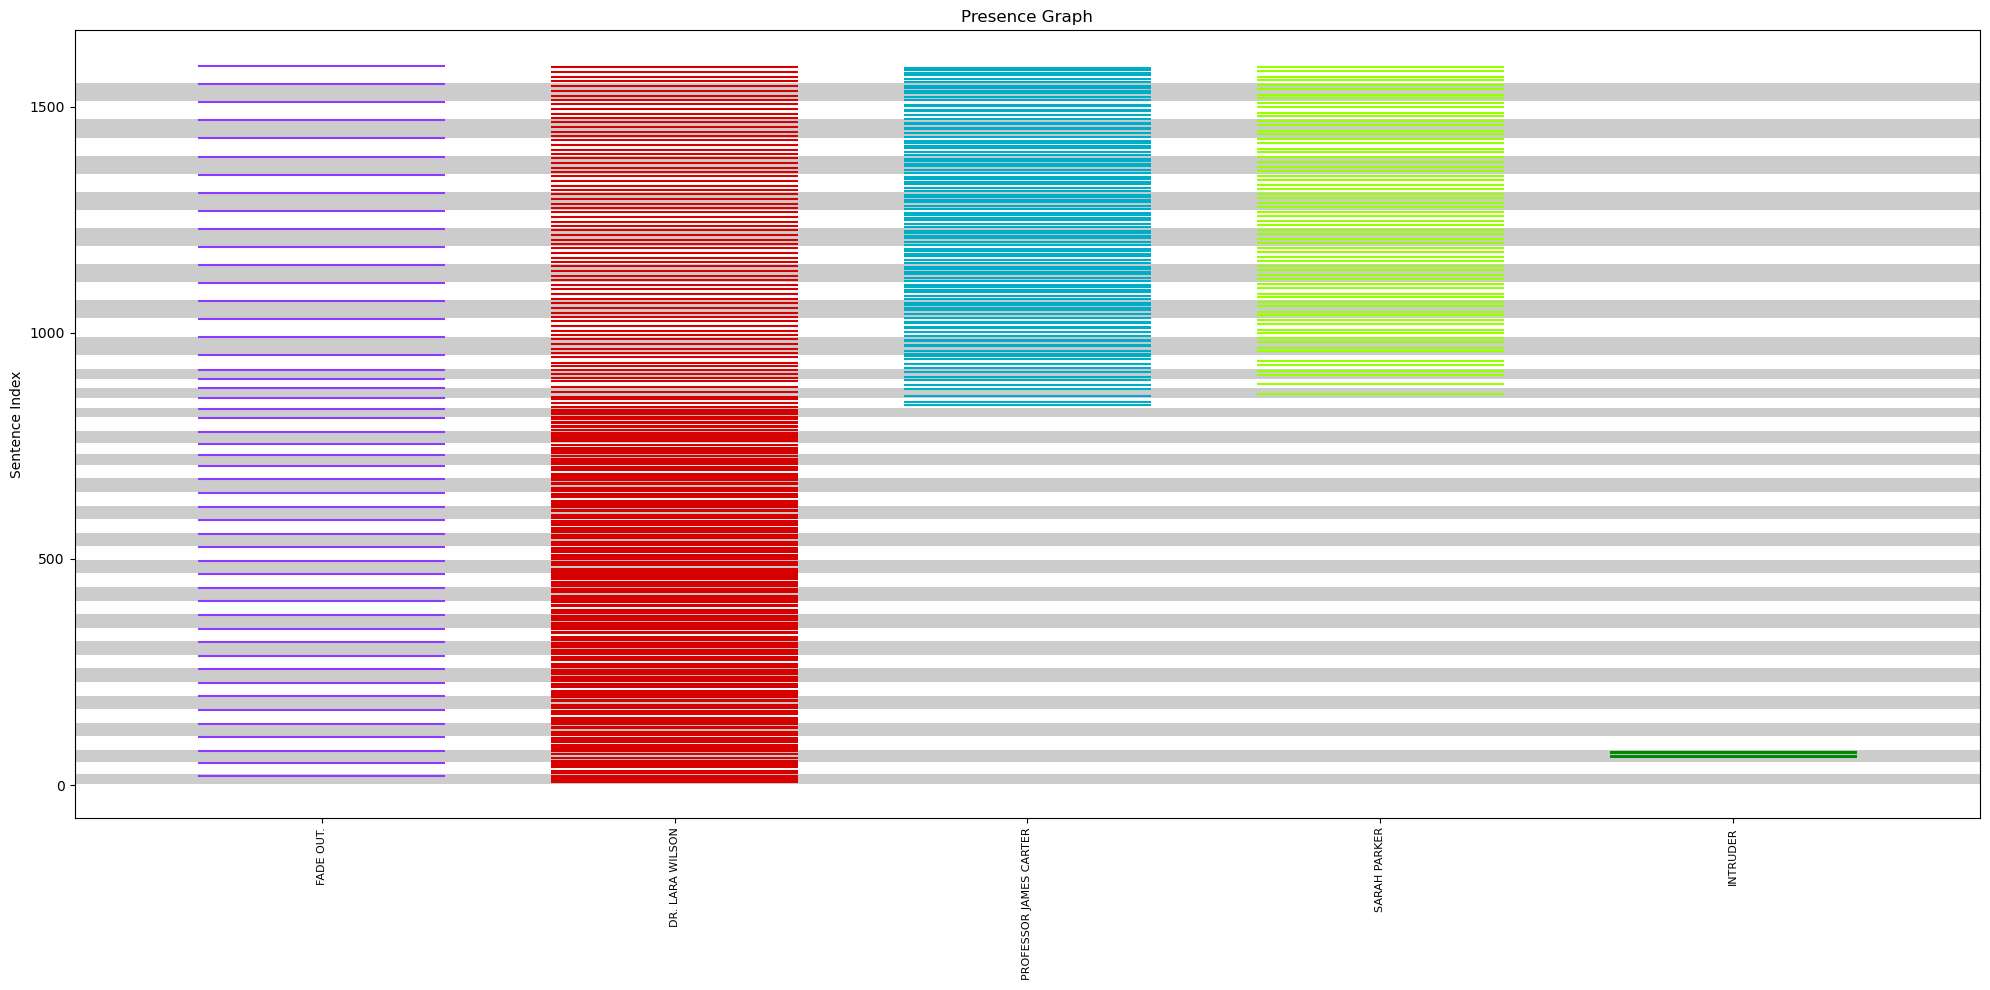 Presence Graph
Sentence Index
1500
1000
500
0
FADE OUT.
DR. LARA WILSON
PROFESSOR JAMES CARTER
SARAH PARKER
INTRUDER